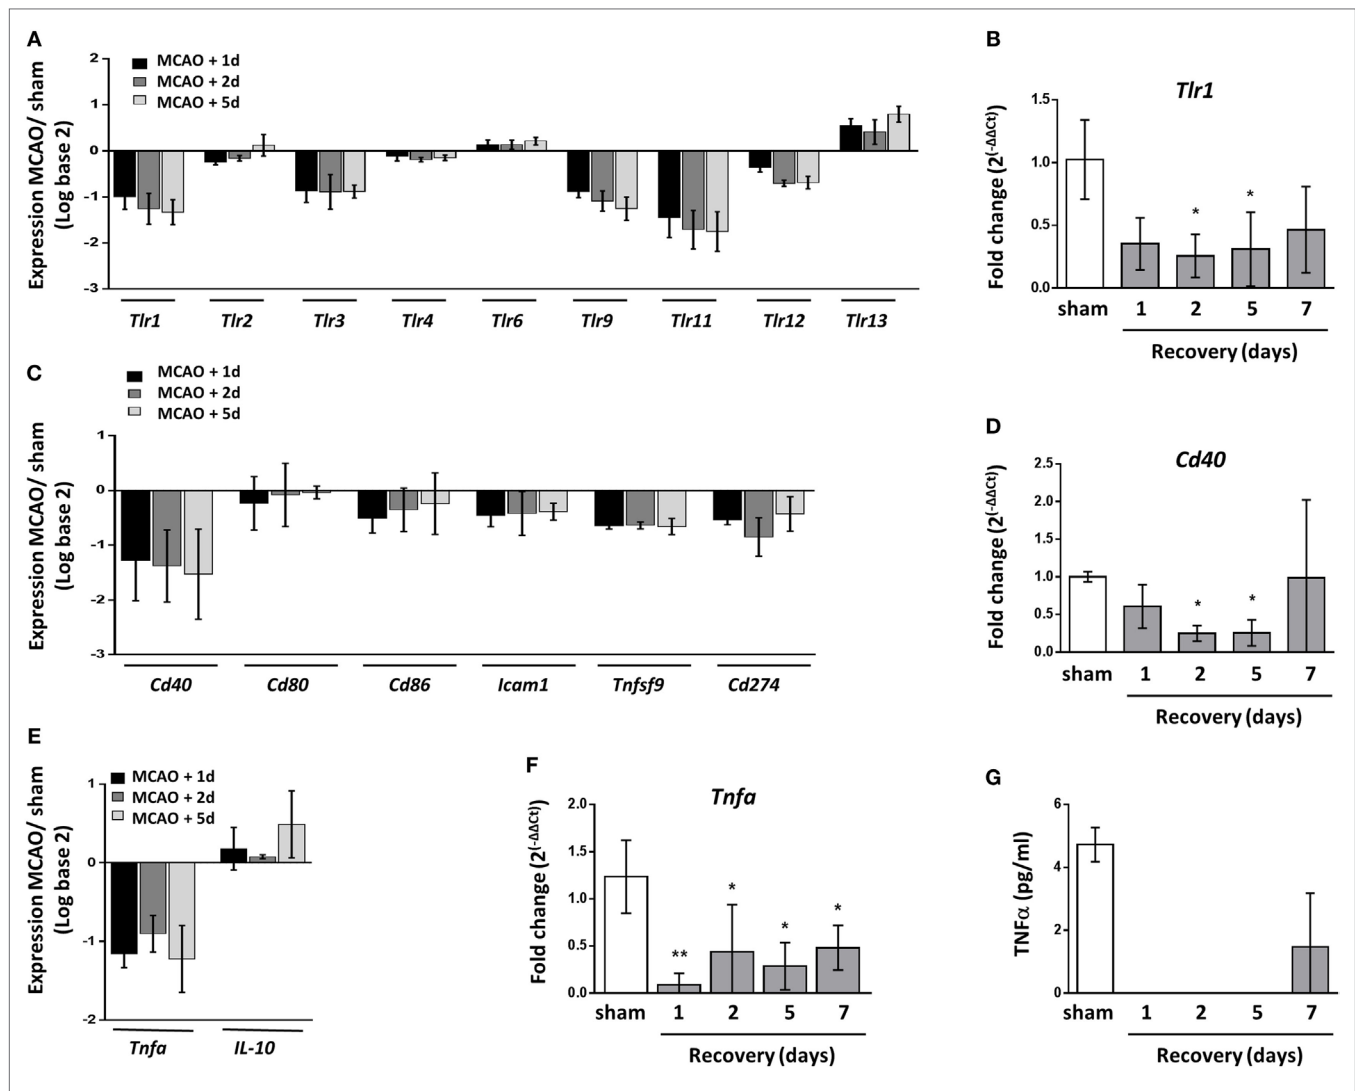 A
MCAO + 1d
MCAO + 2d
MCAO + 5d
Expression MCAO/ sham
(Log base 2)
2
1
0
-1
-2
-3
Tlr1 Tlr2 Tlr3 Tlr4 Tlr6 Tlr9 Tlr11 Tlr12 Tlr13
B
Tlr1
Fold change (2^(-ΔΔCt))
1.5
1.0
0.5
0.0
* *
sham 1 2 5 7
Recovery (days)
C
MCAO + 1d
MCAO + 2d
MCAO + 5d
Expression MCAO/ sham
(Log base 2)
1
0
-1
-2
-3
Cd40 Cd80 Cd86 Icam1 Tnfsf9 Cd274
D
Cd40
Fold change (2^(-ΔΔCt))
2.5
2.0
1.5
1.0
0.5
0.0
* *
sham 1 2 5 7
Recovery (days)
E
MCAO + 1d
MCAO + 2d
MCAO + 5d
Expression MCAO/ sham
(Log base 2)
1
0
-1
-2
Tnfa IL-10
F
Tnfa
Fold change (2^(-ΔΔCt))
2.0
1.5
1.0
0.5
0.0
** * * *
sham 1 2 5 7
Recovery (days)
G
TNFα (pg/ml)
6
4
2
0
sham 1 2 5 7
Recovery (days)